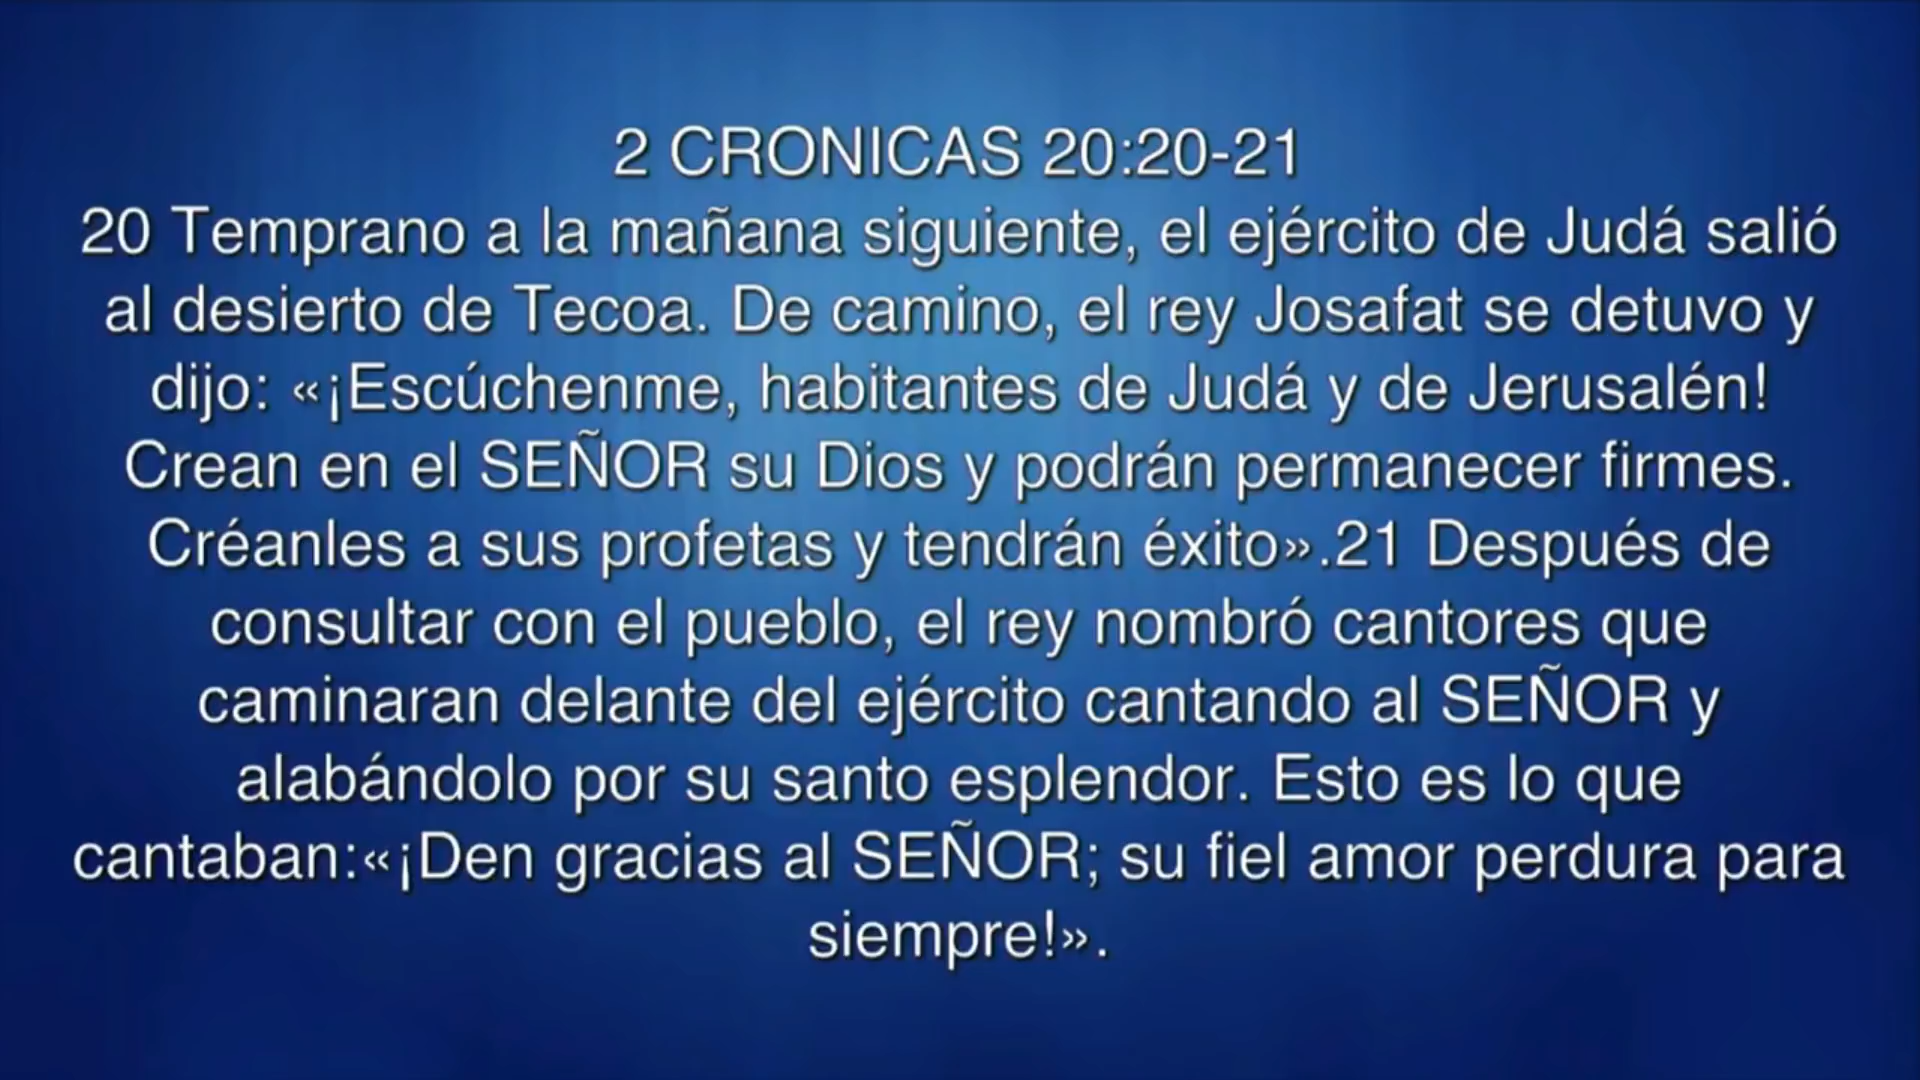 2 CRONICAS 20:20-21
20 Temprano a la mañana siguiente, el ejército de Judá salió
al desierto de Tecoa. De camino, el rey Josafat se detuvo y
dijo: «¡Escúchenme, habitantes de Judá y de Jerusalén!
Crean en el SEÑOR su Dios y podrán permanecer firmes.
Créanles a sus profetas y tendrán éxito».21 Después de
consultar con el pueblo, el rey nombró cantores que
caminaran delante del ejército cantando al SEÑOR y
alabándolo por su santo esplendor. Esto es lo que
cantaban:«¡Den gracias al SEÑOR; su fiel amor perdura para
siempre!».